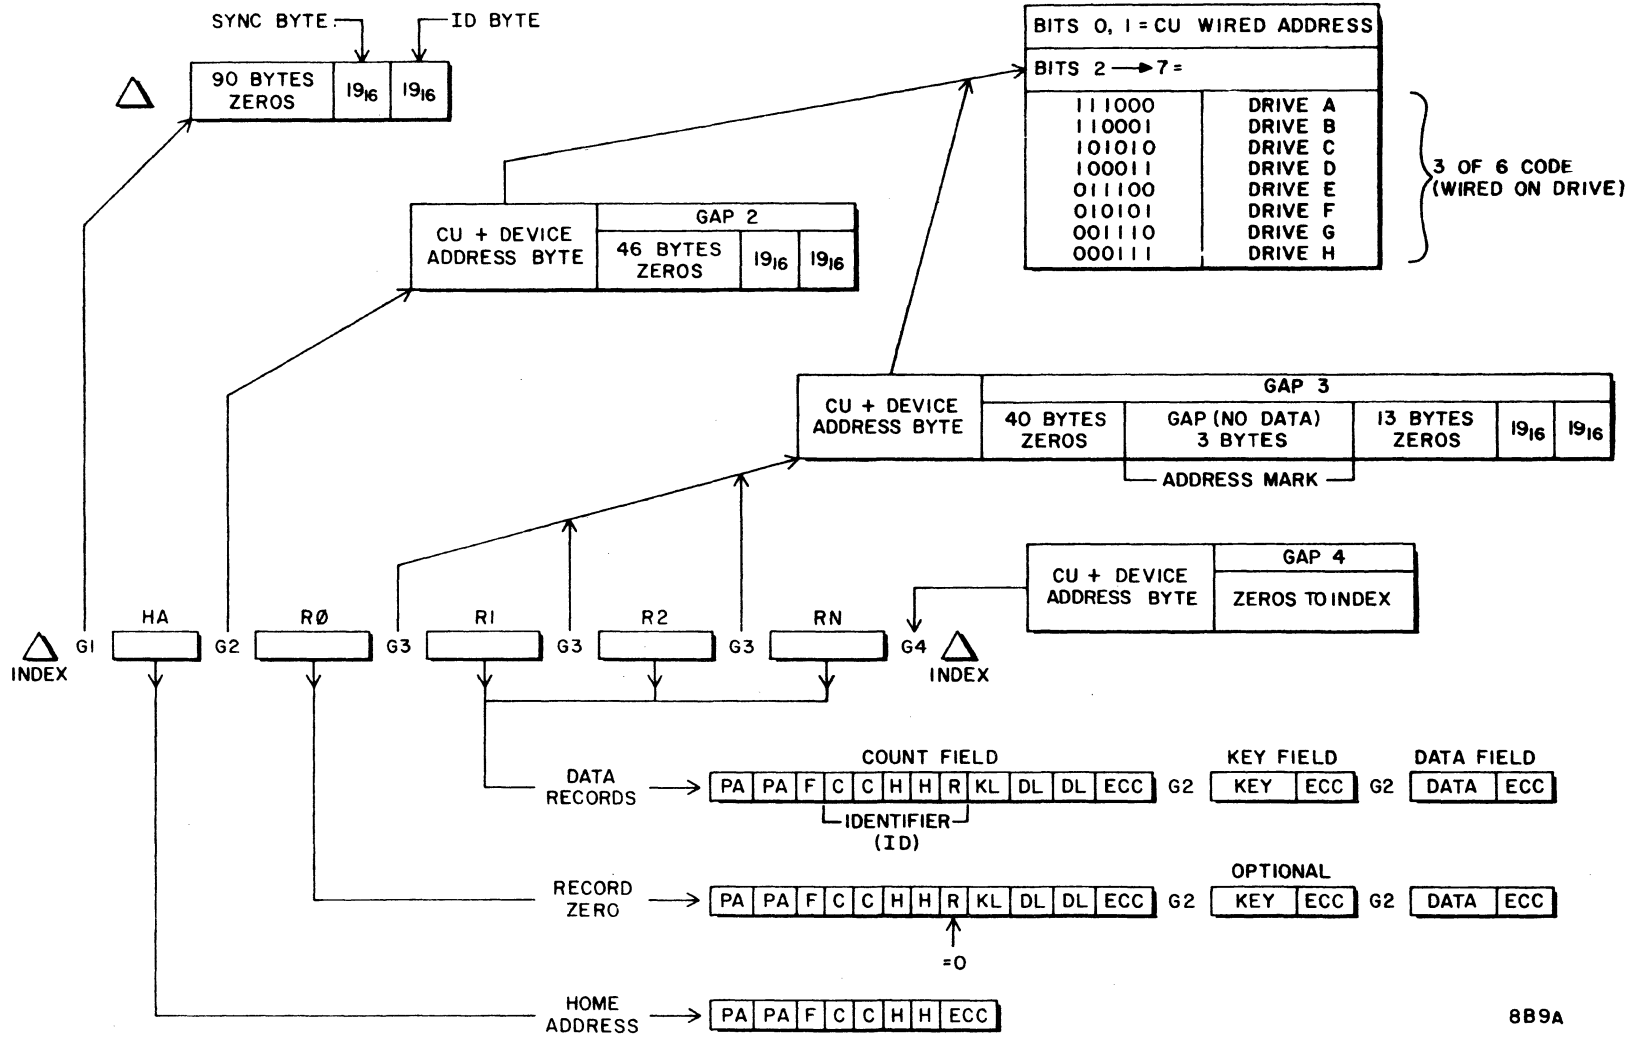 SYNC BYTE
ID BYTE
90 BYTES
ZEROS
19₁₆
19₁₆
BITS 0, 1 = CU WIRED ADDRESS
BITS 2 → 7 =
111000 DRIVE A
110001 DRIVE B
101010 DRIVE C
100011 DRIVE D
011100 DRIVE E
010101 DRIVE F
001110 DRIVE G
000111 DRIVE H
3 OF 6 CODE
(WIRED ON DRIVE)
CU + DEVICE
ADDRESS BYTE
GAP 2
46 BYTES
ZEROS
19₁₆
19₁₆
CU + DEVICE
ADDRESS BYTE
GAP 3
40 BYTES
ZEROS
GAP (NO DATA)
3 BYTES
13 BYTES
ZEROS
19₁₆
19₁₆
ADDRESS MARK
CU + DEVICE
ADDRESS BYTE
GAP 4
ZEROS TO INDEX
HA
RØ
R1
R2
RN
INDEX
G1
G2
G3
G3
G3
G4
INDEX
DATA
RECORDS
COUNT FIELD
PA PA F C C H H R KL DL DL ECC
IDENTIFIER
(ID)
G2
KEY FIELD
KEY ECC
G2
DATA FIELD
DATA ECC
RECORD
ZERO
PA PA F C C H H R KL DL DL ECC
=0
G2
OPTIONAL
KEY ECC
G2
DATA ECC
HOME
ADDRESS
PA PA F C C H H ECC
8B9A